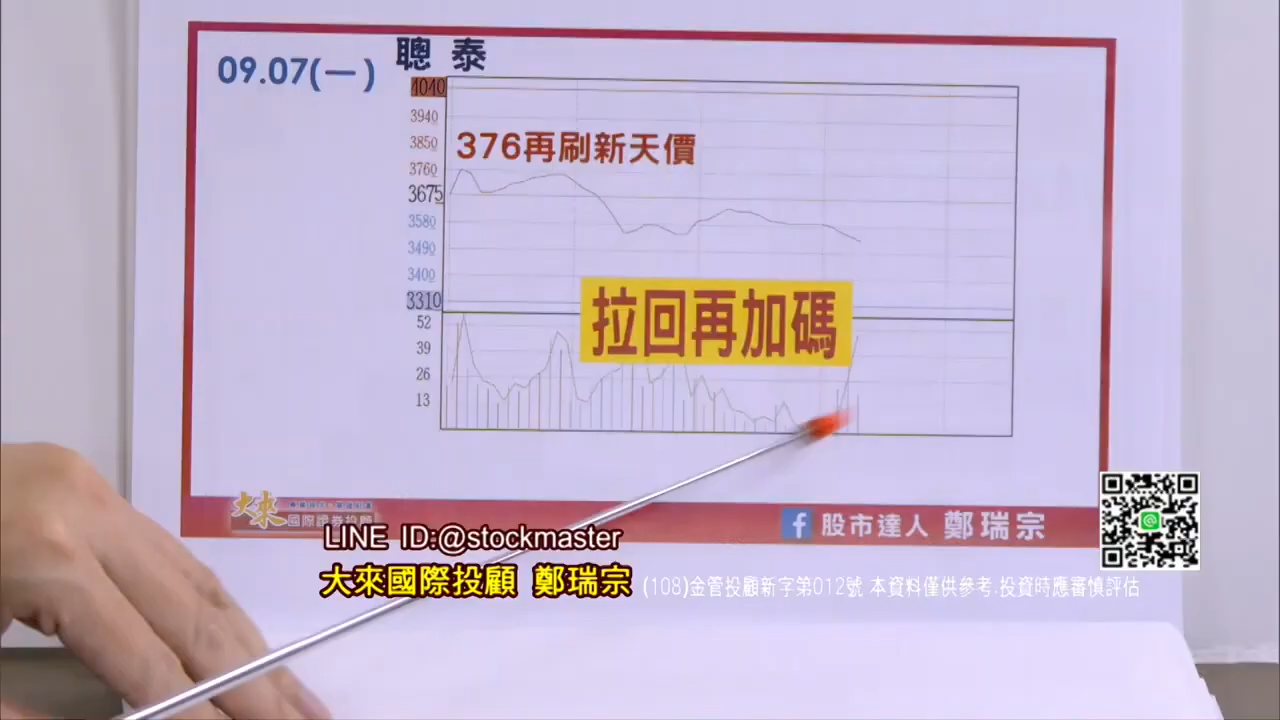 09.07(一)
聰泰
4040
3940
3850
3760
3675
3580
3490
3400
3310
52
39
26
13
376再刷新天價
拉回再加碼
大來
國際證券投顧
f 股市達人 鄭瑞宗
LINE ID:@stockmaster
大來國際投顧 鄭瑞宗 (108)金管投顧新字第012號 本資料僅供參考.投資時應審慎評估